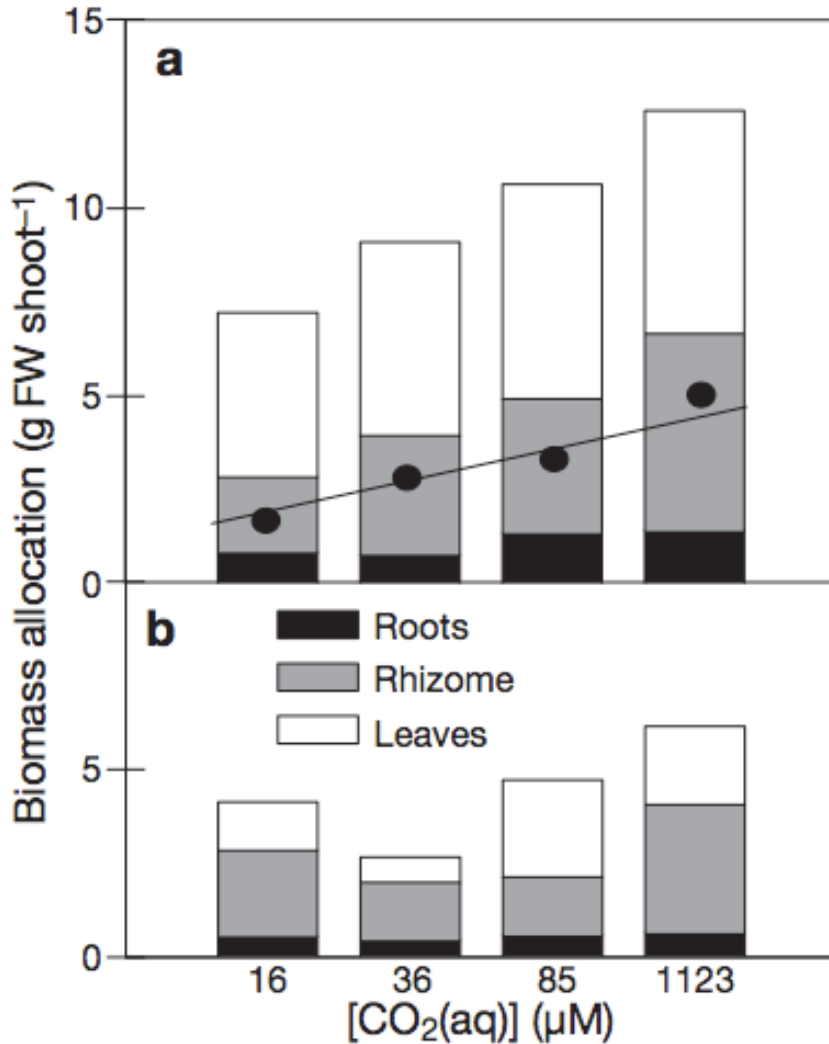 15
a
10
5
0
b
Roots
Rhizome
Leaves
5
0
16 36 85 1123
[CO₂(aq)] (µM)
Biomass allocation (g FW shoot⁻¹)